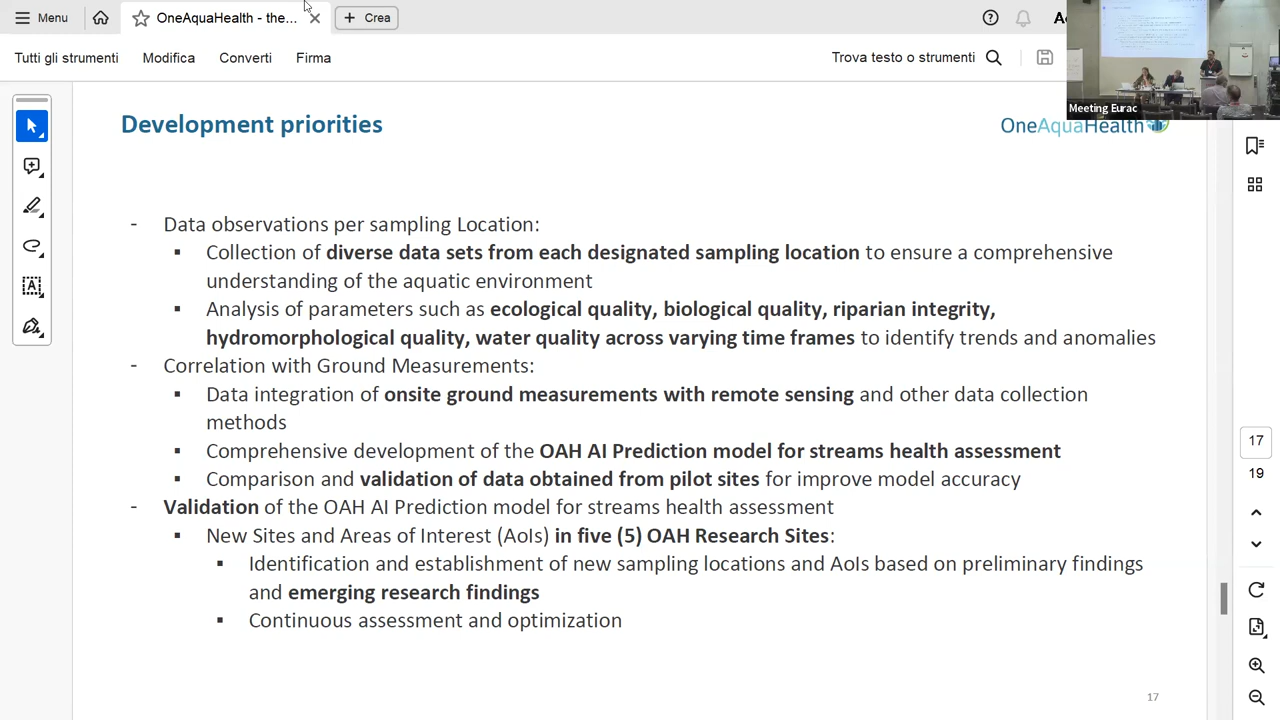 Menu
OneAquaHealth - the...
Crea
Tutti gli strumenti
Modifica
Converti
Firma
Trova testo o strumenti
Meeting Eurac
Development priorities
OneAquaHealth
- Data observations per sampling Location:
▪ Collection of diverse data sets from each designated sampling location to ensure a comprehensive
understanding of the aquatic environment
▪ Analysis of parameters such as ecological quality, biological quality, riparian integrity,
hydromorphological quality, water quality across varying time frames to identify trends and anomalies
- Correlation with Ground Measurements:
▪ Data integration of onsite ground measurements with remote sensing and other data collection
methods
▪ Comprehensive development of the OAH AI Prediction model for streams health assessment
▪ Comparison and validation of data obtained from pilot sites for improve model accuracy
- Validation of the OAH AI Prediction model for streams health assessment
▪ New Sites and Areas of Interest (AoIs) in five (5) OAH Research Sites:
▪ Identification and establishment of new sampling locations and AoIs based on preliminary findings
and emerging research findings
▪ Continuous assessment and optimization
17
17
19